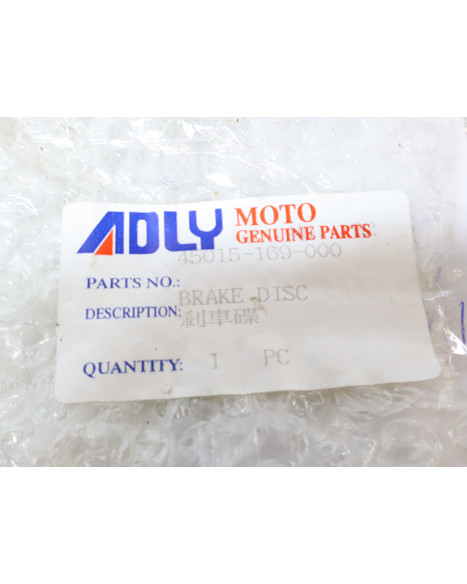 ADLY MOTO
GENUINE PARTS
45015-169-000
PARTS NO.:
BRAKE DISC
DESCRIPTION:
剎車碟
QUANTITY: 1 PC